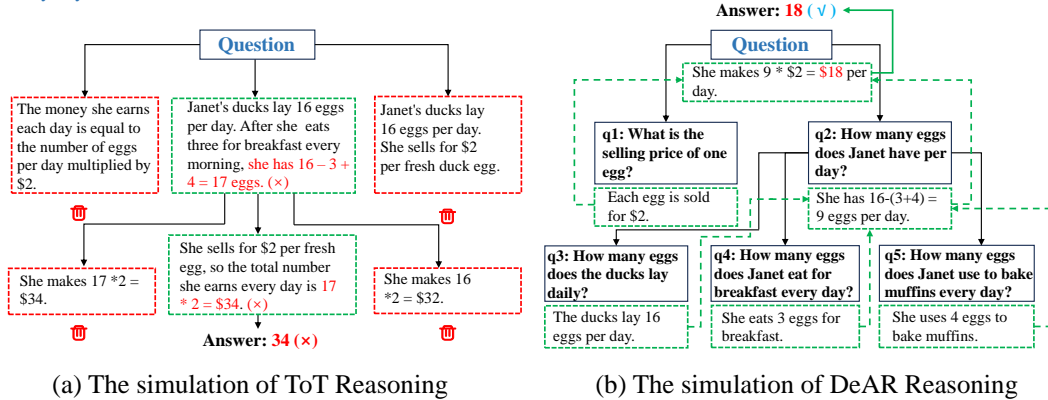 Question
The money she earns
each day is equal to
the number of eggs
per day multiplied by
$2.
Janet's ducks lay 16 eggs
per day. After she eats
three for breakfast every
morning, she has 16 – 3 +
4 = 17 eggs. (×)
Janet's ducks lay
16 eggs per day.
She sells for $2
per fresh duck egg.
She makes 17 *2 =
$34.
She sells for $2 per fresh
egg, so the total number
she earns every day is 17
* 2 = $34. (×)
She makes 16
*2 = $32.
Answer: 34 (×)
(a) The simulation of ToT Reasoning
Answer: 18 (√)
Question
She makes 9 * $2 = $18 per
day.
q1: What is the
selling price of one
egg?
Each egg is sold
for $2.
q2: How many eggs
does Janet have per
day?
She has 16-(3+4) =
9 eggs per day.
q3: How many eggs
does the ducks lay
daily?
The ducks lay 16
eggs per day.
q4: How many eggs
does Janet eat for
breakfast every day?
She eats 3 eggs for
breakfast.
q5: How many eggs
does Janet use to bake
muffins every day?
She uses 4 eggs to
bake muffins.
(b) The simulation of DeAR Reasoning